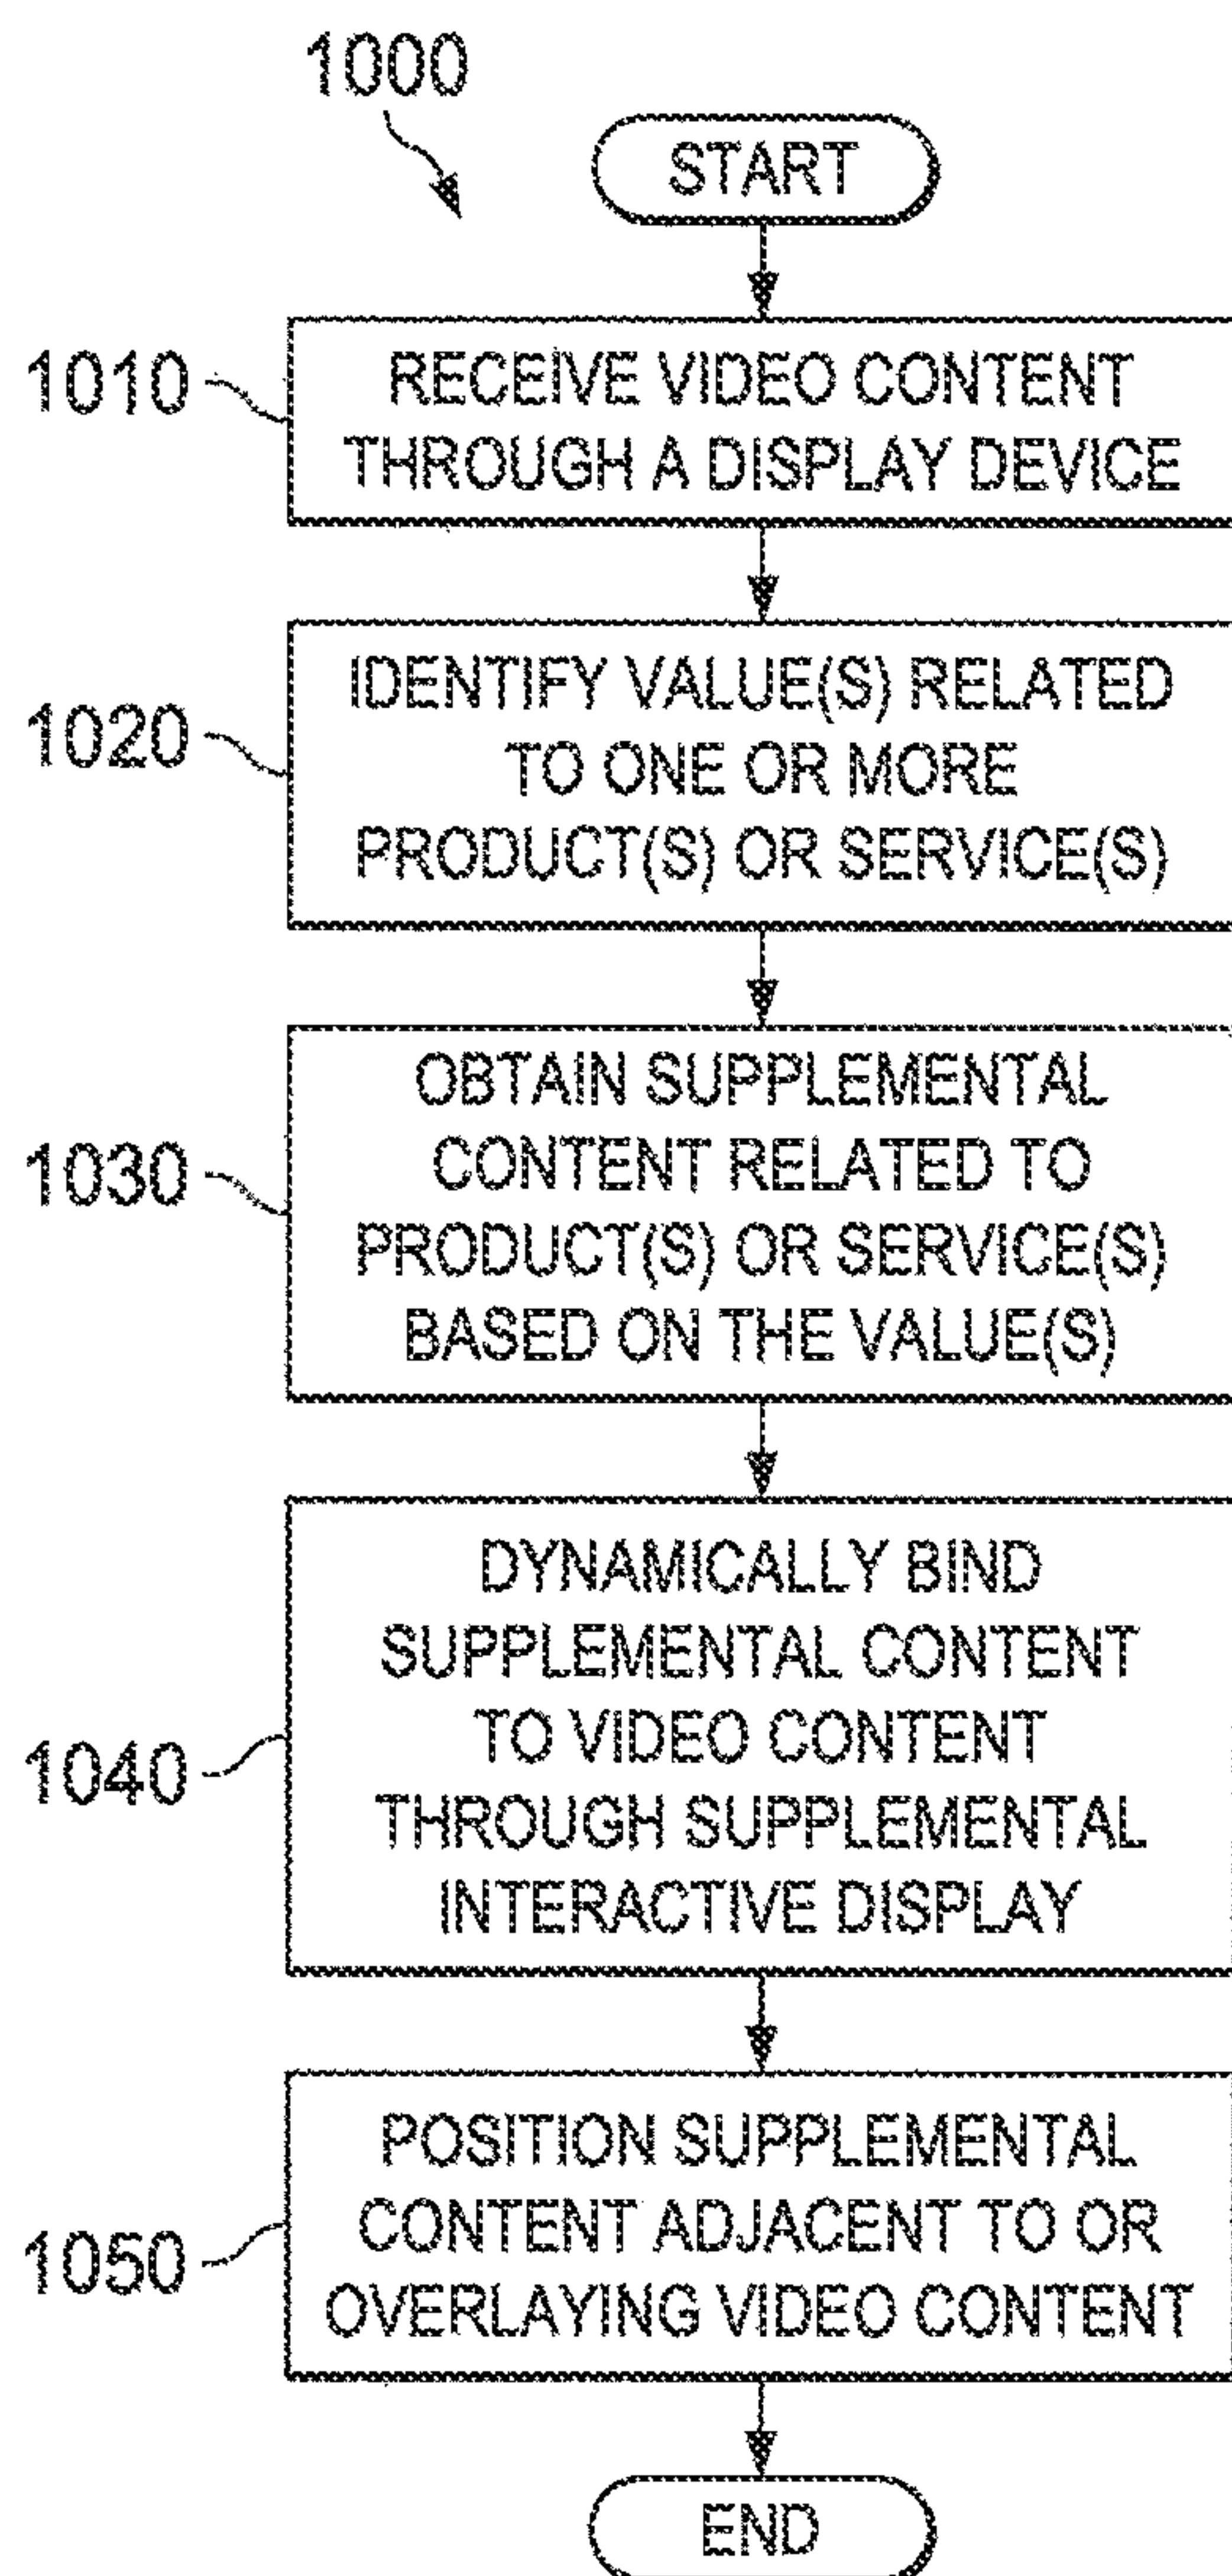 1000
START
1010
RECEIVE VIDEO CONTENT
THROUGH A DISPLAY DEVICE
1020
IDENTIFY VALUE(S) RELATED
TO ONE OR MORE
PRODUCT(S) OR SERVICE(S)
1030
OBTAIN SUPPLEMENTAL
CONTENT RELATED TO
PRODUCT(S) OR SERVICE(S)
BASED ON THE VALUE(S)
1040
DYNAMICALLY BIND
SUPPLEMENTAL CONTENT
TO VIDEO CONTENT
THROUGH SUPPLEMENTAL
INTERACTIVE DISPLAY
1050
POSITION SUPPLEMENTAL
CONTENT ADJACENT TO OR
OVERLAYING VIDEO CONTENT
END